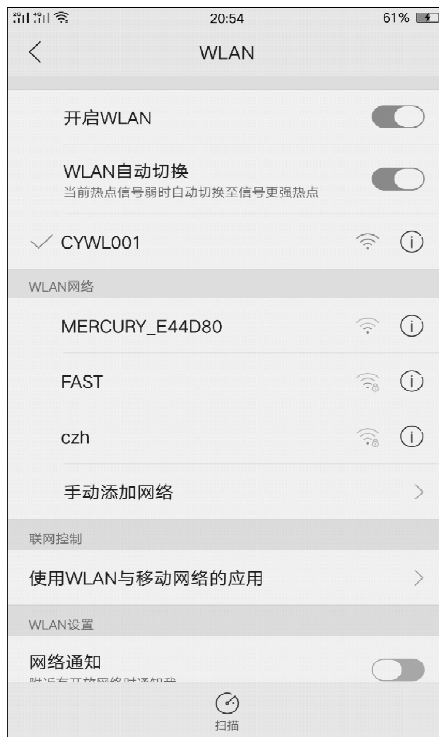 20:54
61%
WLAN
开启WLAN
WLAN自动切换
当前热点信号弱时自动切换至信号更强热点
CYWL001
WLAN网络
MERCURY_E44D80
FAST
czh
手动添加网络
联网控制
使用WLAN与移动网络的应用
WLAN设置
网络通知
扫描